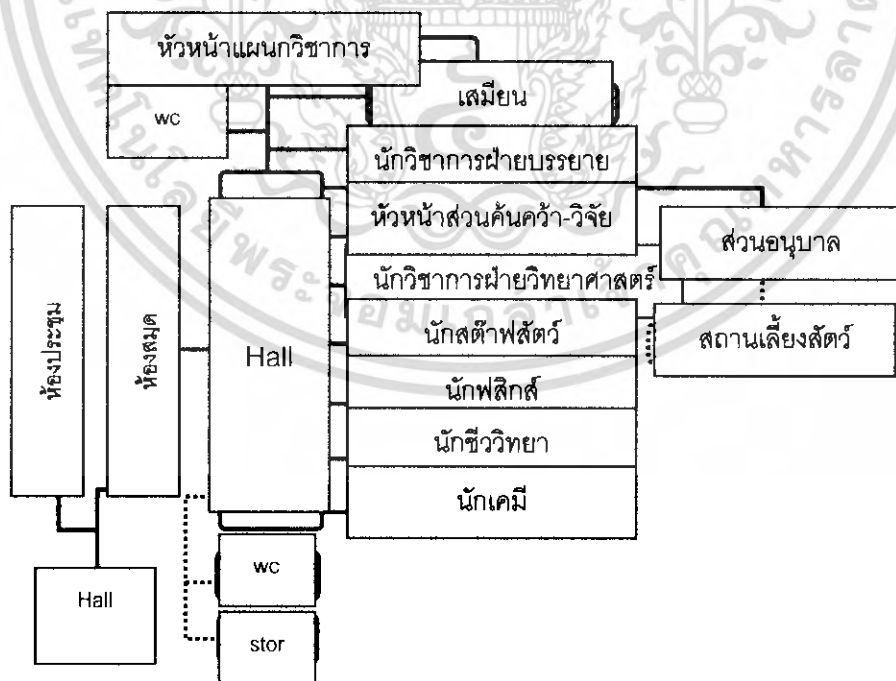 หัวหน้าแผนกวิชาการ
เสมียน
wc
นักวิชาการฝ่ายบรรยาย
หัวหน้าส่วนค้นคว้า-วิจัย
ส่วนอนุบาล
นักวิชาการฝ่ายวิทยาศาสตร์
ห้องประชุม
ห้องสมุด
Hall
นักสต๊าฟสัตว์
สถานเลี้ยงสัตว์
นักฟสิกส์
นักชีววิทยา
นักเคมี
wc
Hall
stor